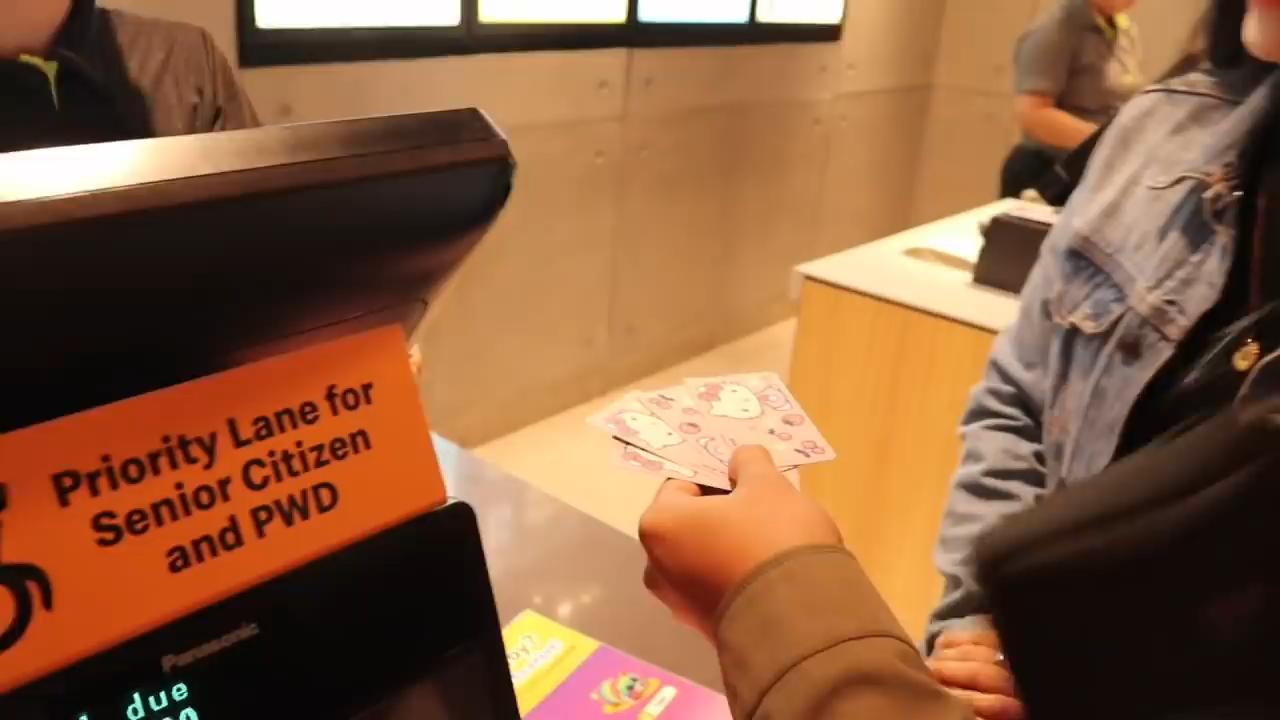 Priority Lane for
Senior Citizen
and PWD
Panasonic
due